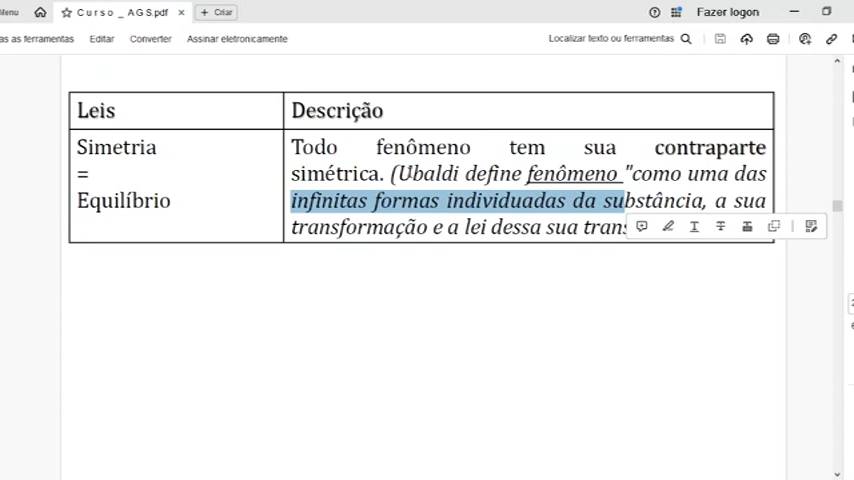 Menu
Curso_AGS.pdf
Criar
Fazer logon
as as ferramentas Editar Converter Assinar eletronicamente
Localizar texto ou ferramentas
Leis
Descrição
Simetria
=
Equilíbrio
Todo fenômeno tem sua contraparte
simétrica. (Ubaldi define fenômeno "como uma das
infinitas formas individuadas da substância, a sua
transformação e a lei dessa sua trans